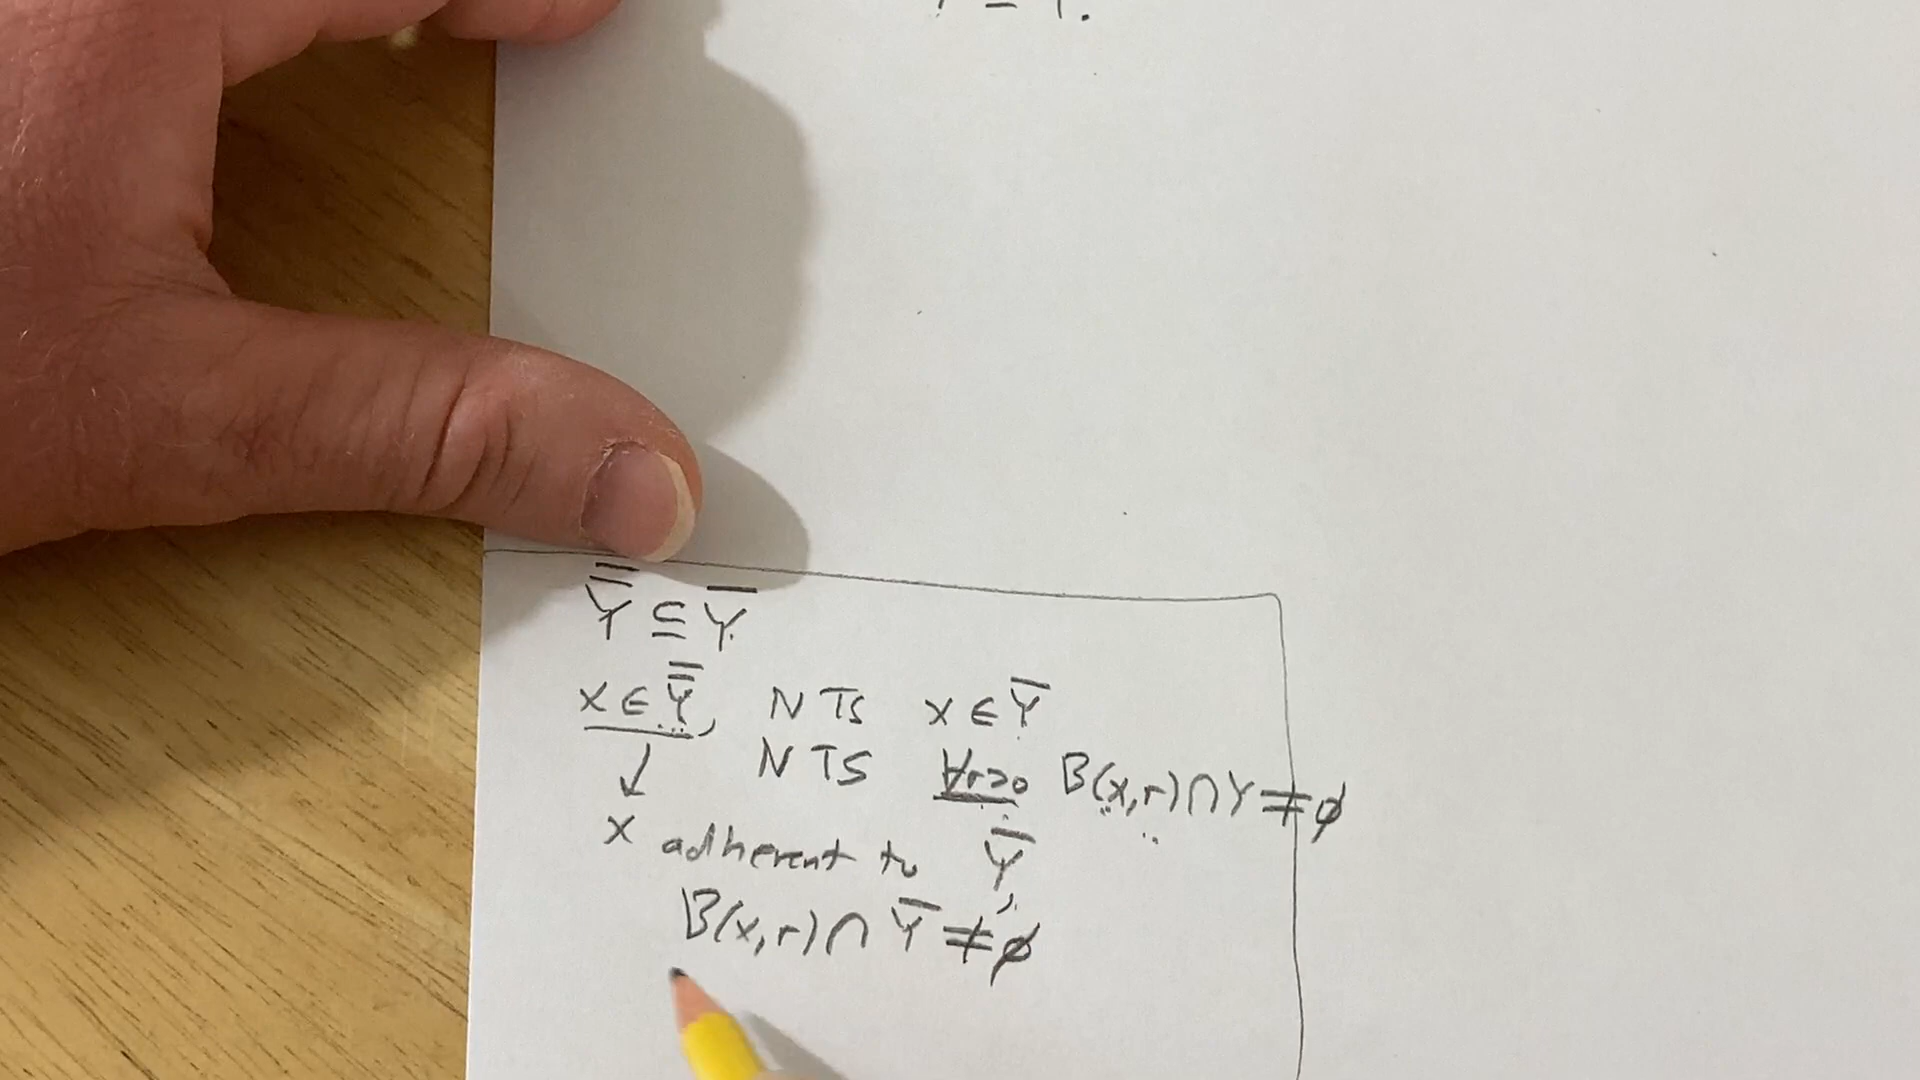 Y̿ ⊆ Y̅.
x ∈ Y̿, NTS x ∈ Y̅
NTS ∀r>0 B(x,r) ∩ Y ≠ ∅
↓
x adherent to Y̅,
B(x,r) ∩ Y̅ ≠ ∅